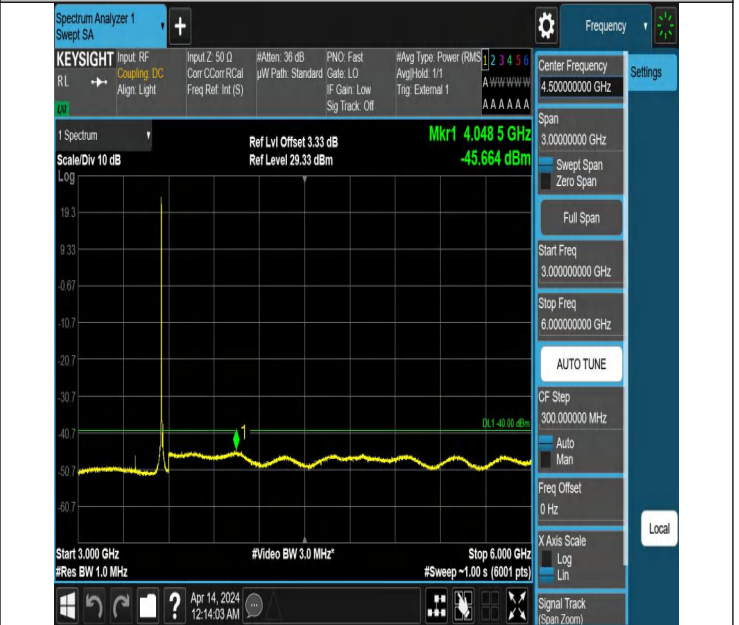 Spectrum Analyzer 1
Swept SA
+
Frequency
KEYSIGHT
RL
LXI
Input: RF
Coupling: DC
Align: Light
Input Z: 50 Ω
Corr CCorr RCal
Freq Ref: Int (S)
#Atten: 36 dB
µW Path: Standard
PNO: Fast
Gate: LO
IF Gain: Low
Sig Track: Off
#Avg Type: Power (RMS
Avg|Hold: 1/1
Trig: External 1
1 2 3 4 5 6
A W W W W W
A A A A A A
1 Spectrum
Scale/Div 10 dB
Log
Ref Lvl Offset 3.33 dB
Ref Level 29.33 dBm
Mkr1 4.048 5 GHz
-45.664 dBm
19.3
9.33
-0.67
-10.7
-20.7
-30.7
-40.7
-50.7
-60.7
DL1 -40.00 dBm
1
Start 3.000 GHz
#Res BW 1.0 MHz
#Video BW 3.0 MHz*
Stop 6.000 GHz
#Sweep ~1.00 s (6001 pts)
Center Frequency
4.500000000 GHz
Settings
Span
3.00000000 GHz
Swept Span
Zero Span
Full Span
Start Freq
3.000000000 GHz
Stop Freq
6.000000000 GHz
AUTO TUNE
CF Step
300.000000 MHz
Auto
Man
Freq Offset
0 Hz
X Axis Scale
Log
Lin
Local
Signal Track
(Span Zoom)
?
Apr 14, 2024
12:14:03 AM